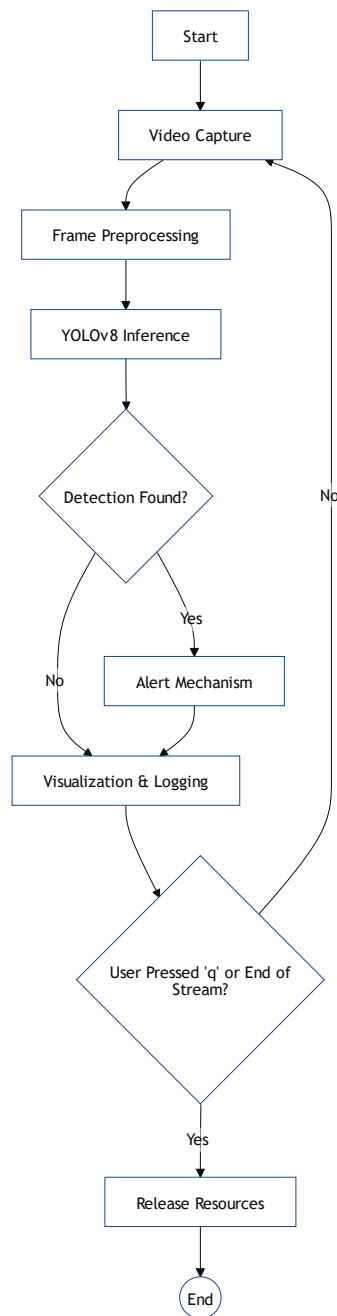 Start
Video Capture
Frame Preprocessing
YOLOv8 Inference
Detection Found?
No
Yes
Alert Mechanism
No
Visualization & Logging
User Pressed 'q' or End of
Stream?
Yes
Release Resources
End